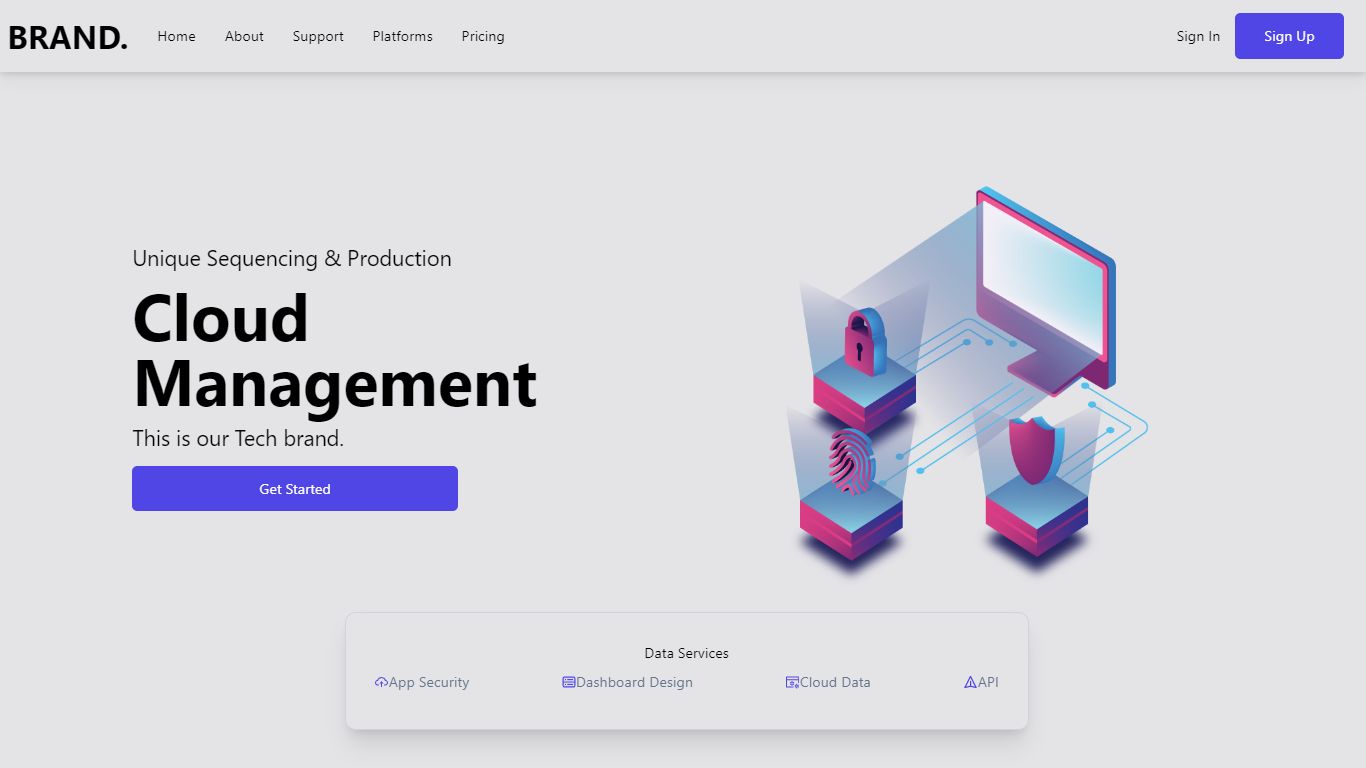 BRAND.
Home
About
Support
Platforms
Pricing
Sign In
Sign Up
Unique Sequencing & Production
Cloud
Management
This is our Tech brand.
Get Started
Data Services
App Security
Dashboard Design
Cloud Data
API